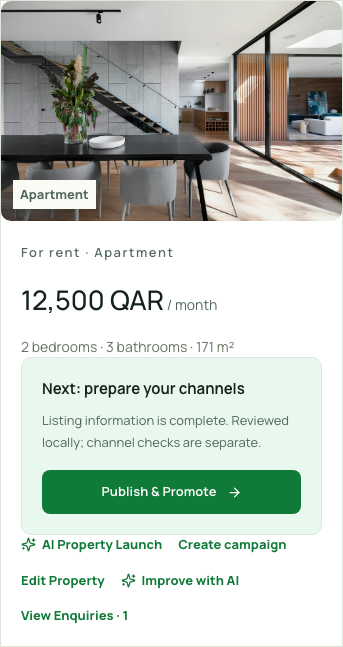 Apartment
For rent · Apartment
12,500 QAR / month
2 bedrooms · 3 bathrooms · 171 m²
Next: prepare your channels
Listing information is complete. Reviewed
locally; channel checks are separate.
Publish & Promote →
AI Property Launch Create campaign
Edit Property Improve with AI
View Enquiries · 1